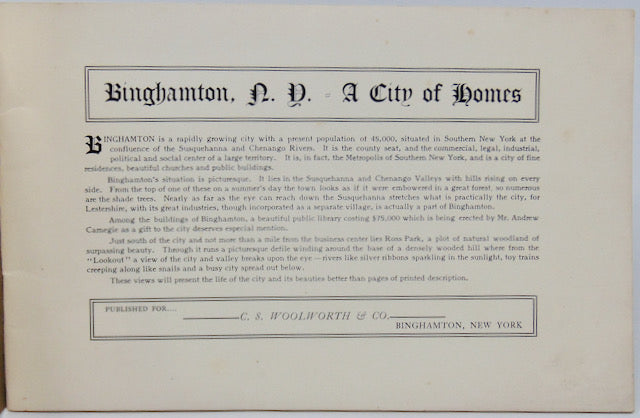 Binghamton, N. Y. - A City of Homes
BINGHAMTON is a rapidly growing city with a present population of 49,000, situated in Southern New York at the
confluence of the Susquehanna and Chenango Rivers. It is the county seat, and the commercial, legal, industrial,
political and social center of a large territory. It is, in fact, the Metropolis of Southern New York, and is a city of fine
residences, beautiful churches and public buildings.
Binghamton's situation is picturesque. It lies in the Susquehanna and Chenango Valleys with hills rising on every
side. From the top of one of these on a summer's day the town looks as if it were embowered in a great forest, so numerous
are the shade trees. Nearly as far as the eye can reach down the Susquehanna stretches what is practically the city, for
Lestershire, with its great industries, though incorporated as a separate village, is actually a part of Binghamton.
Among the buildings of Binghamton, a beautiful public library costing $75,000 which is being erected by Mr. Andrew
Carnegie as a gift to the city deserves especial mention.
Just south of the city and not more than a mile from the business center lies Ross Park, a plot of natural woodland of
surpassing beauty. Through it runs a picturesque defile winding around the base of a densely wooded hill where from the
"Lookout" a view of the city and valley breaks upon the eye—rivers like silver ribbons sparkling in the sunlight, toy trains
creeping along like snails and a busy city spread out below.
These views will present the life of the city and its beauties better than pages of printed description.
PUBLISHED FOR....
C. S. WOOLWORTH & CO.
BINGHAMTON, NEW YORK